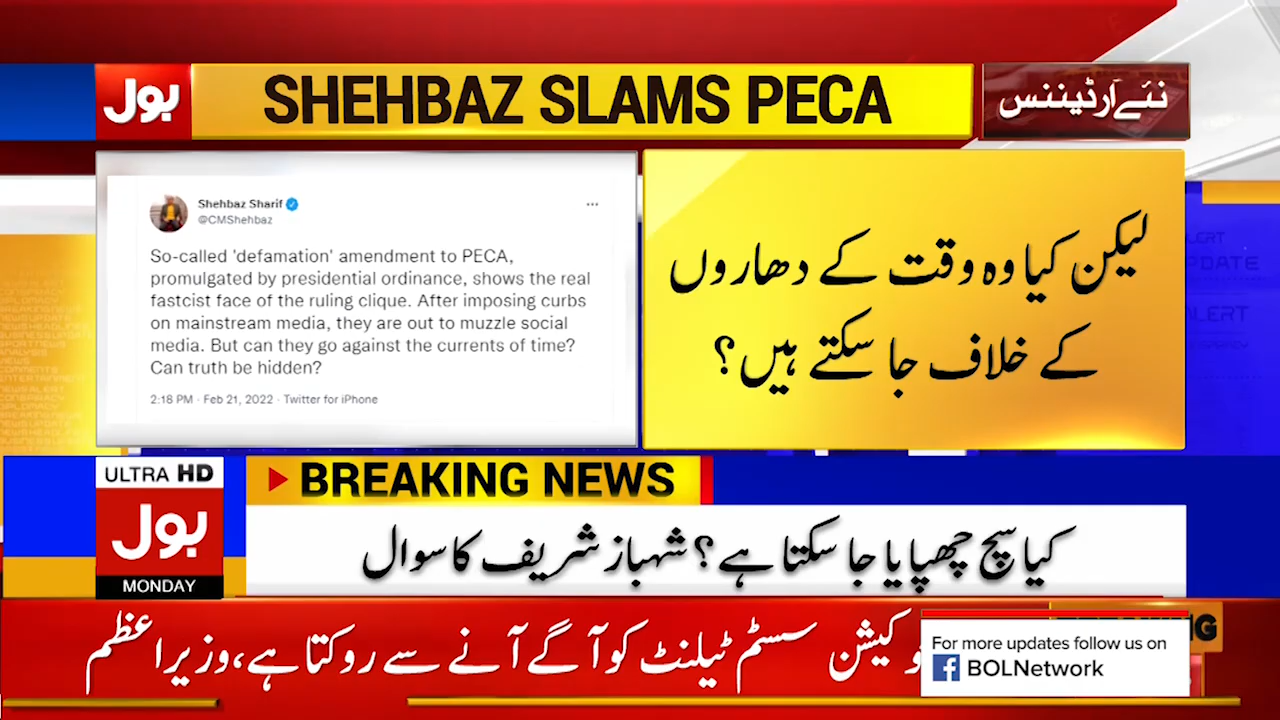 بول
SHEHBAZ SLAMS PECA
نئے آرڈیننس
Shehbaz Sharif
@CMShehbaz
So-called 'defamation' amendment to PECA,
promulgated by presidential ordinance, shows the real
fastcist face of the ruling clique. After imposing curbs
on mainstream media, they are out to muzzle social
media. But can they go against the currents of time?
Can truth be hidden?
2:18 PM · Feb 21, 2022 · Twitter for iPhone
لیکن کیا وہ وقت کے دھاروں
کے خلاف جا سکتے ہیں؟
ULTRA HD
بول
MONDAY
BREAKING NEWS
کیا سچ چھپایا جا سکتا ہے؟ شہباز شریف کا سوال
کیشن سسٹم ٹیلنٹ کو آگے آنے سے روکتا ہے، وزیراعظم
For more updates follow us on
BOLNetwork